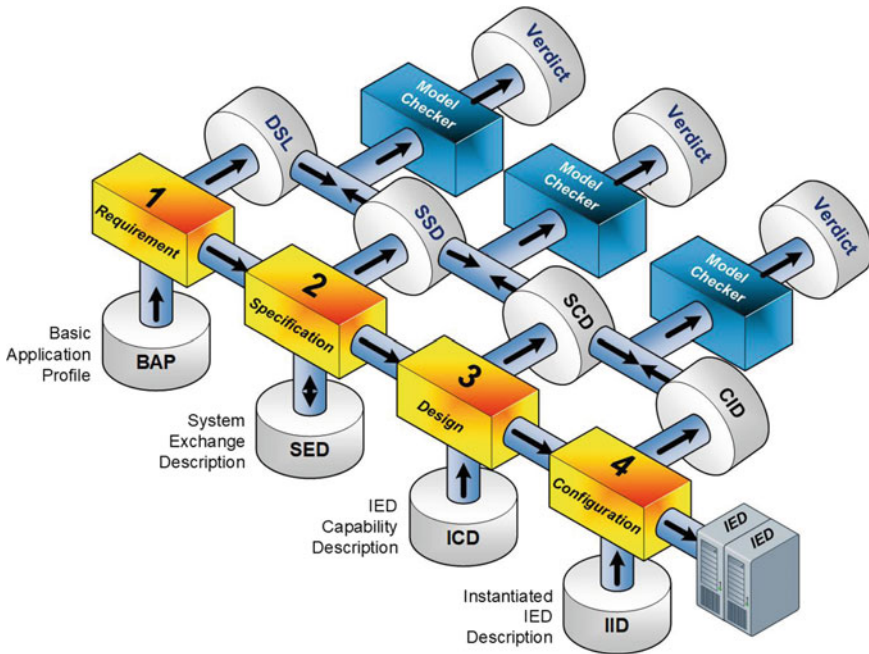 Verdict
DSL
Model
Checker
Verdict
1
Requirement
SSD
Model
Checker
Verdict
2
Specification
SCD
Model
Checker
Basic
Application
Profile
BAP
3
Design
CID
System
Exchange
Description
SED
4
Configuration
IED
IED
IED
Capability
Description
ICD
Instantiated
IED
Description
IID